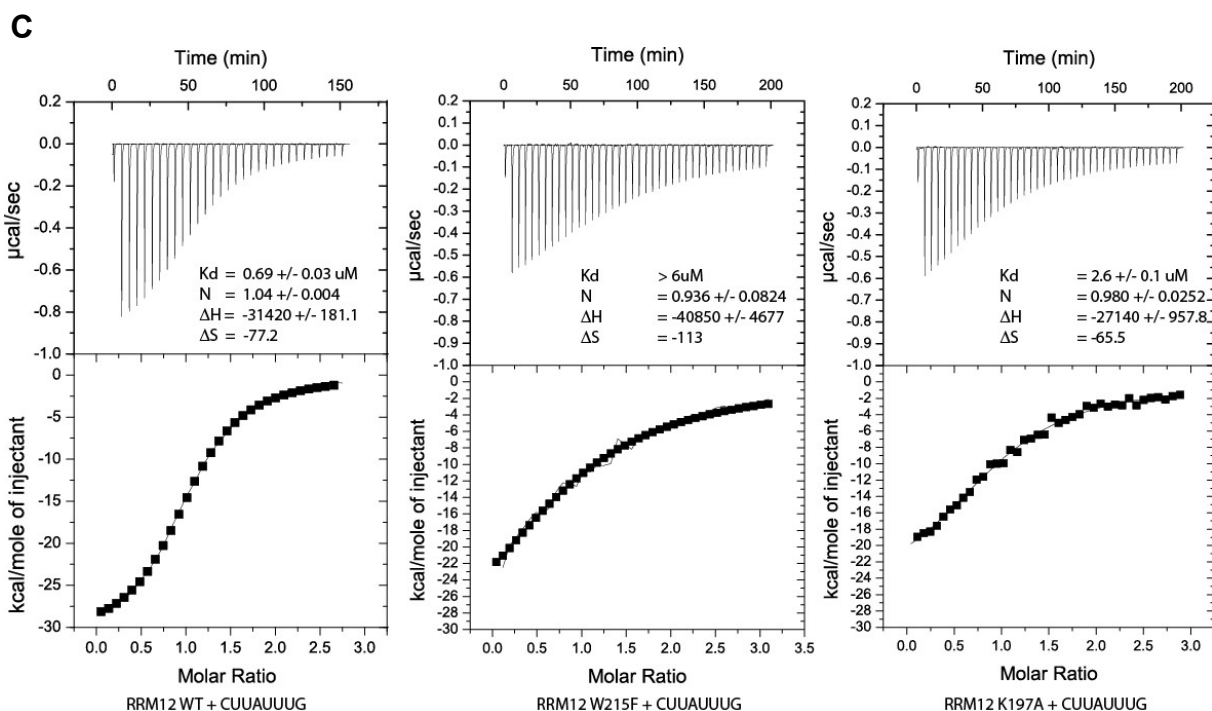 C
Time (min)
0 50 100 150
0.2
0.0
-0.2
-0.4
-0.6
-0.8
-1.0
µcal/sec
Kd = 0.69 +/- 0.03 uM
N = 1.04 +/- 0.004
ΔH = -31420 +/- 181.1
ΔS = -77.2
0
-5
-10
-15
-20
-25
-30
kcal/mole of injectant
0.0 0.5 1.0 1.5 2.0 2.5 3.0
Molar Ratio
RRM12 WT + CUUAUUUG
Time (min)
0 50 100 150 200
0.2
0.1
0.0
-0.1
-0.2
-0.3
-0.4
-0.5
-0.6
-0.7
-0.8
-0.9
-1.0
µcal/sec
Kd > 6uM
N = 0.936 +/- 0.0824
ΔH = -40850 +/- 4677
ΔS = -113
0
-2
-4
-6
-8
-10
-12
-14
-16
-18
-20
-22
-24
-26
-28
-30
kcal/mole of injectant
0.0 0.5 1.0 1.5 2.0 2.5 3.0
Molar Ratio
RRM12 W215F + CUUAUUUG
Time (min)
0 50 100 150 200
0.2
0.1
0.0
-0.1
-0.2
-0.3
-0.4
-0.5
-0.6
-0.7
-0.8
-0.9
-1.0
µcal/sec
Kd = 2.6 +/- 0.1 uM
N = 0.980 +/- 0.0252
ΔH = -27140 +/- 957.8
ΔS = -65.5
0
-2
-4
-6
-8
-10
-12
-14
-16
-18
-20
-22
-24
-26
-28
-30
kcal/mole of injectant
0.0 0.5 1.0 1.5 2.0 2.5 3.0
Molar Ratio
RRM12 K197A + CUUAUUUG